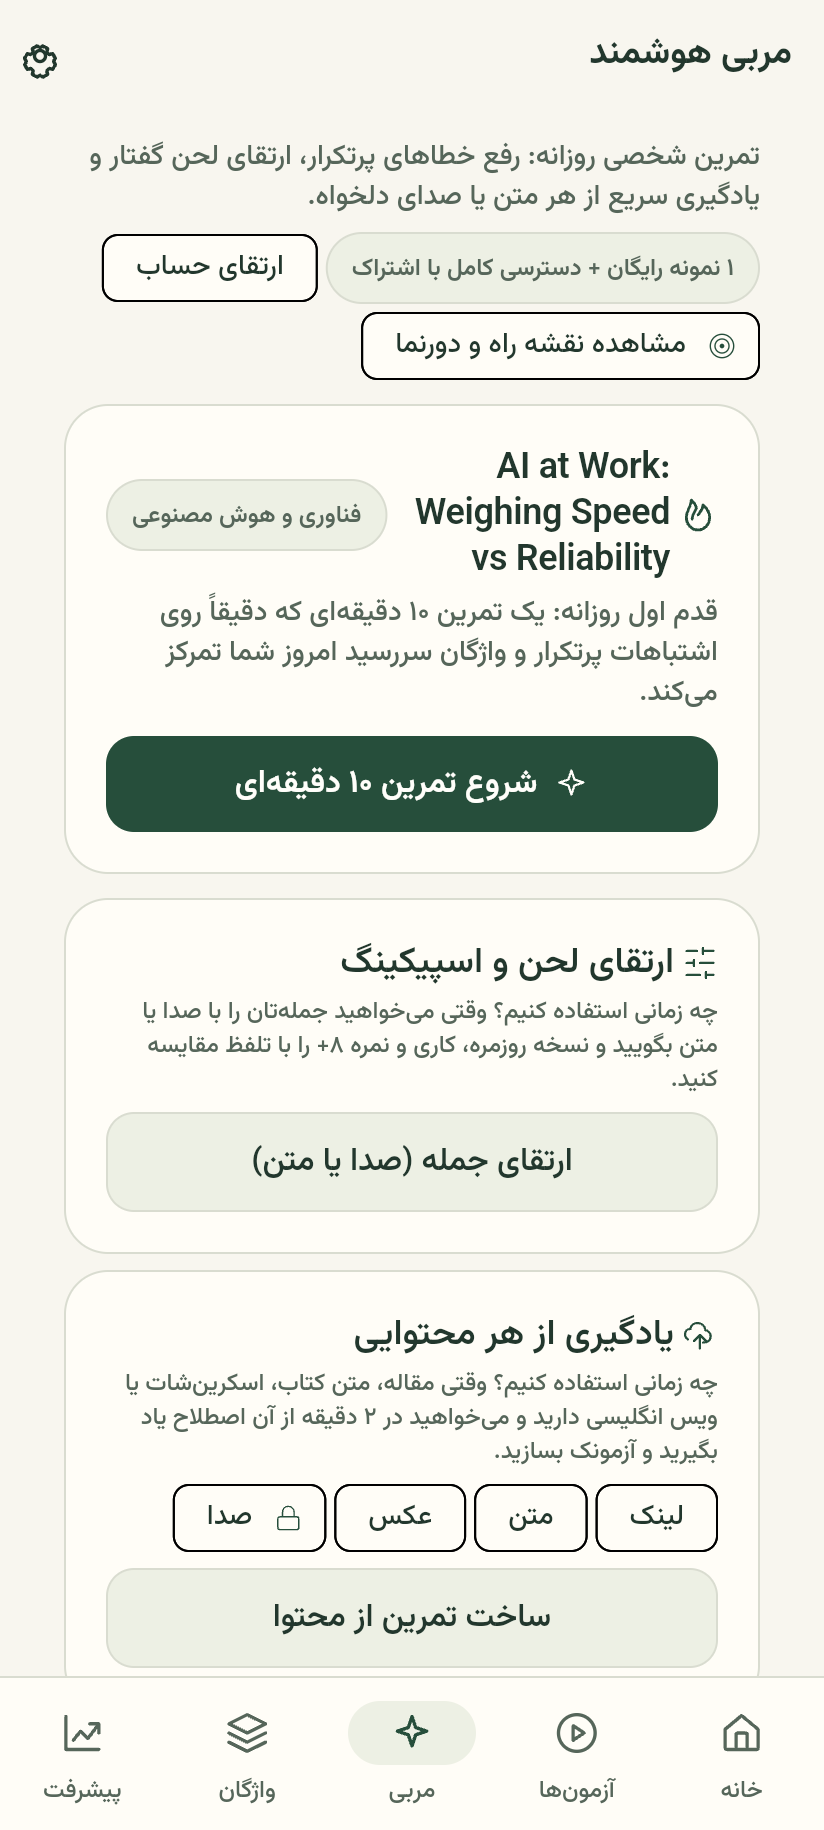 مربی هوشمند
تمرین شخصی روزانه: رفع خطاهای پرتکرار، ارتقای لحن گفتار و
یادگیری سریع از هر متن یا صدای دلخواه.
۱ نمونه رایگان + دسترسی کامل با اشتراک
ارتقای حساب
مشاهده نقشه راه و دورنما
AI at Work:
Weighing Speed
vs Reliability
فناوری و هوش مصنوعی
قدم اول روزانه: یک تمرین ۱۰ دقیقه‌ای که دقیقاً روی
اشتباهات پرتکرار و واژگان سررسید امروز شما تمرکز
می‌کند.
شروع تمرین ۱۰ دقیقه‌ای
ارتقای لحن و اسپیکینگ
چه زمانی استفاده کنیم؟ وقتی می‌خواهید جمله‌تان را با صدا یا
متن بگویید و نسخه روزمره، کاری و نمره ۸+ را با تلفظ مقایسه
کنید.
ارتقای جمله (صدا یا متن)
یادگیری از هر محتوایی
چه زمانی استفاده کنیم؟ وقتی مقاله، متن کتاب، اسکرین‌شات یا
ویس انگلیسی دارید و می‌خواهید در ۲ دقیقه از آن اصطلاح یاد
بگیرید و آزمونک بسازید.
لینک
متن
عکس
صدا
ساخت تمرین از محتوا
خانه
آزمون‌ها
مربی
واژگان
پیشرفت